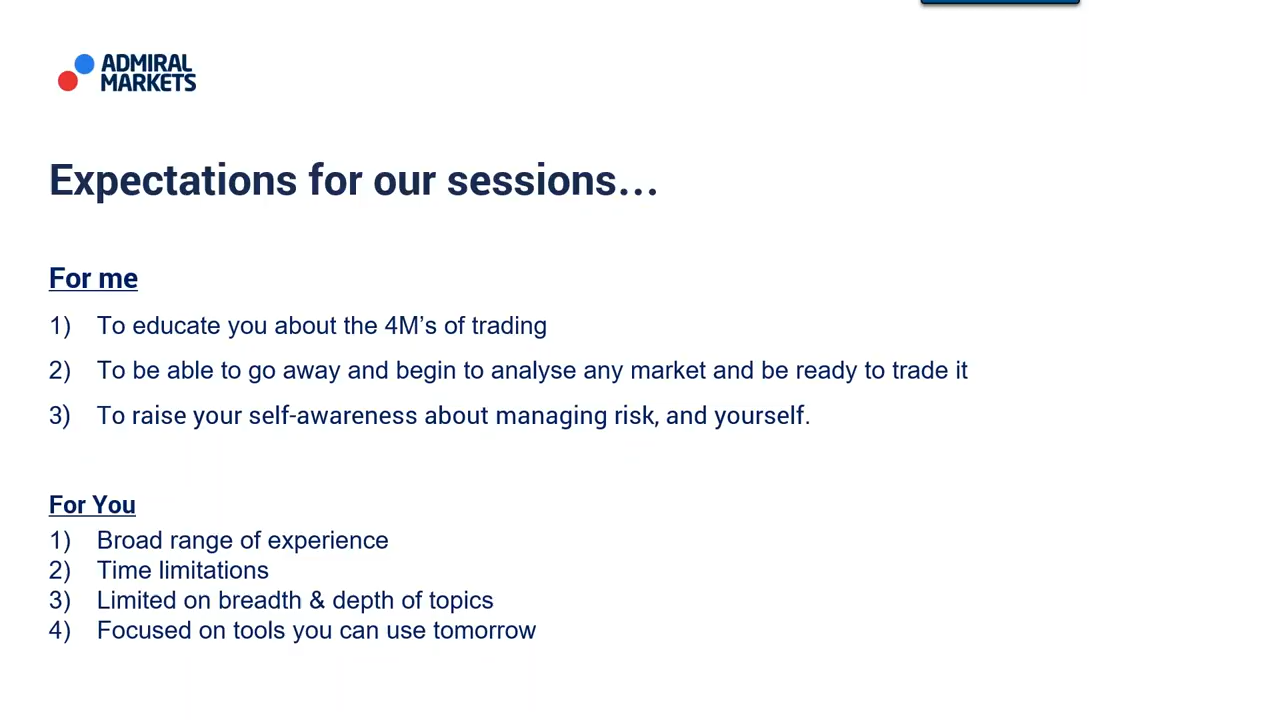 ADMIRAL
MARKETS
Expectations for our sessions…
For me
1) To educate you about the 4M’s of trading
2) To be able to go away and begin to analyse any market and be ready to trade it
3) To raise your self-awareness about managing risk, and yourself.
For You
1) Broad range of experience
2) Time limitations
3) Limited on breadth & depth of topics
4) Focused on tools you can use tomorrow